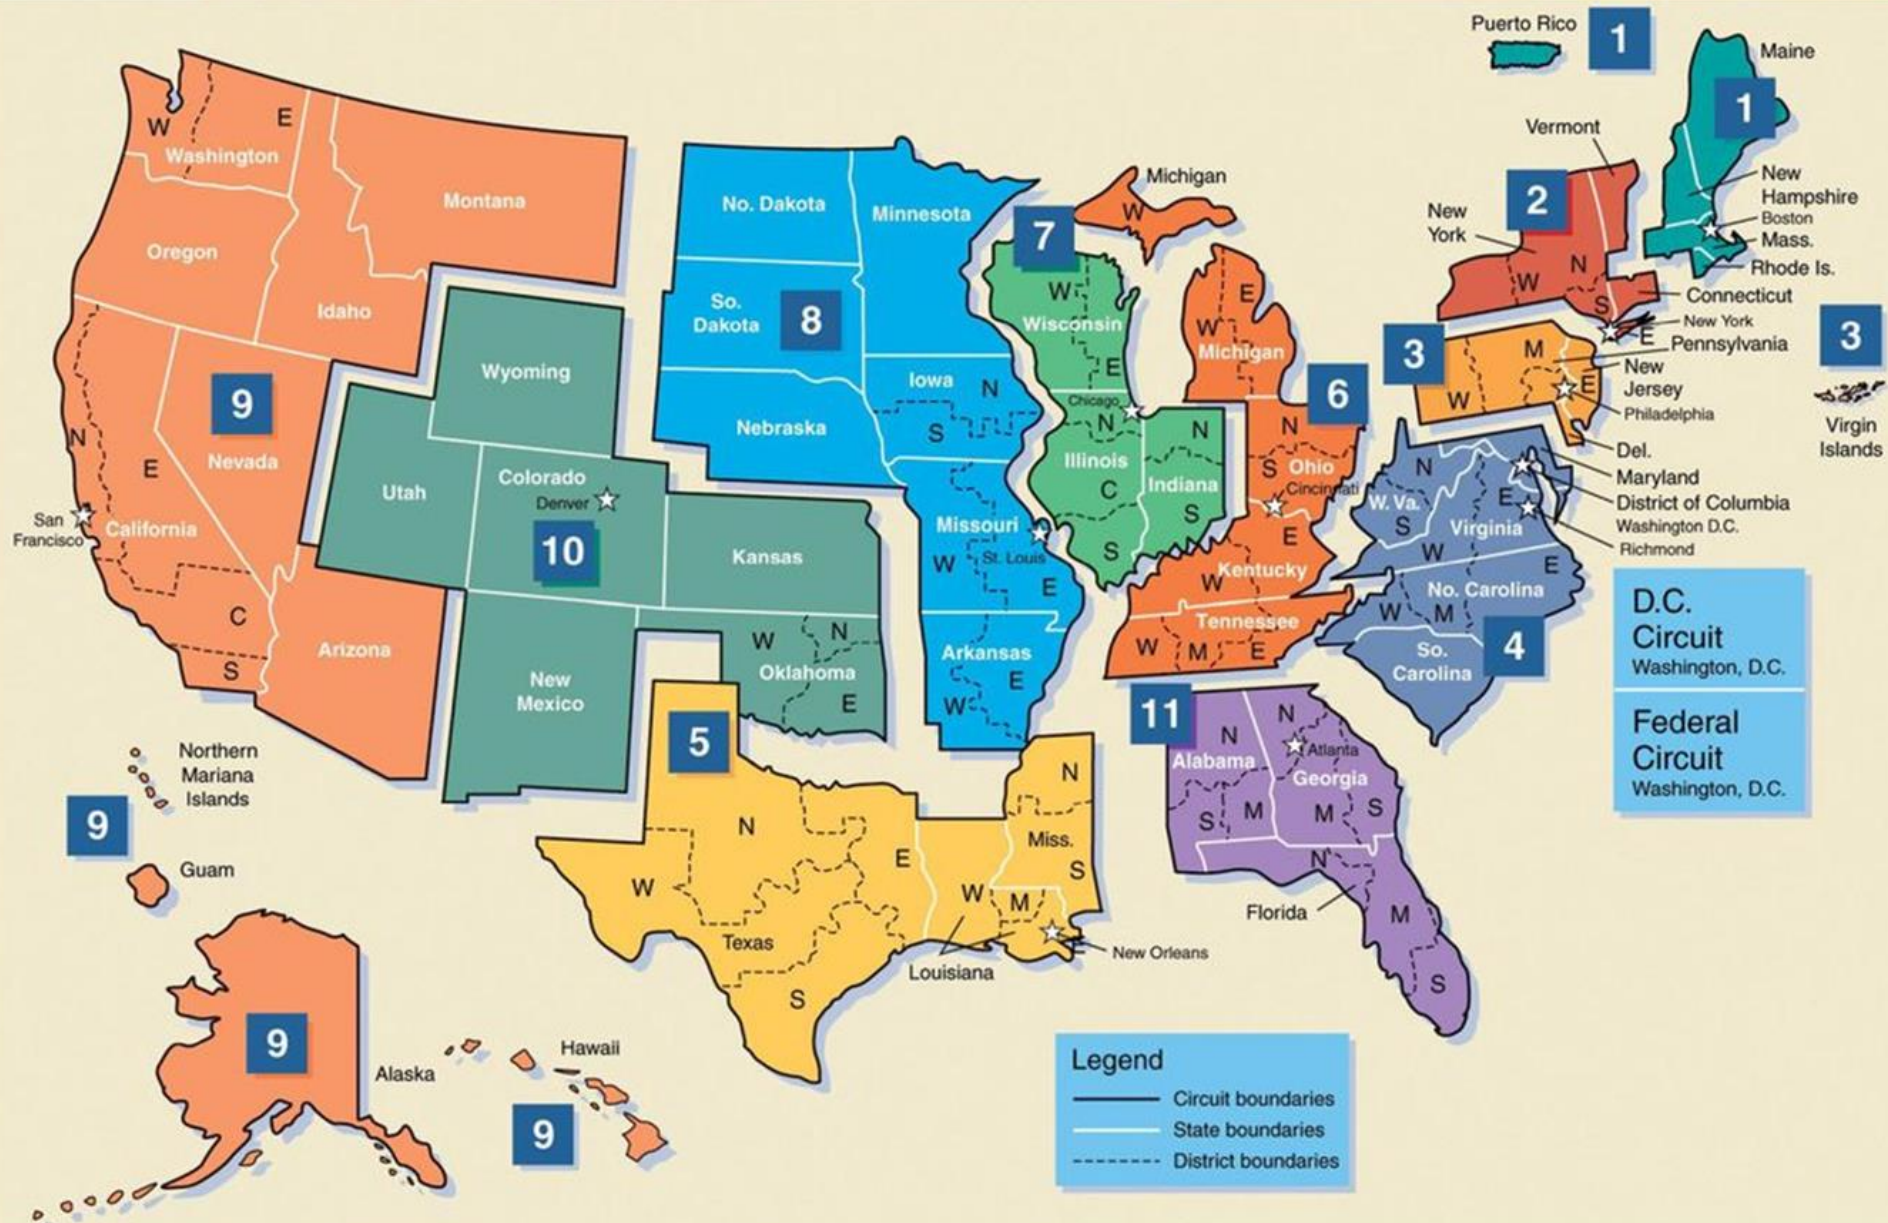 Puerto Rico
1
Maine
1
Vermont
New
Hampshire
Boston
Mass.
Rhode Is.
2
New
York
W
N
S
E
Connecticut
New York
3
W
M
E
Pennsylvania
New
Jersey
Philadelphia
Del.
3
Virgin
Islands
Maryland
District of Columbia
Washington D.C.
Richmond
W
E
Washington
Oregon
Montana
Idaho
9
Nevada
N
E
San
Francisco
California
C
S
Arizona
Wyoming
Utah
Colorado
Denver
10
Kansas
New
Mexico
W
N
Oklahoma
E
No. Dakota
Minnesota
So.
Dakota
8
Nebraska
Iowa
N
S
Missouri
St. Louis
W
E
Arkansas
E
W
7
W
Wisconsin
E
Chicago
N
Illinois
C
S
N
Indiana
S
Michigan
W
E
W
Michigan
6
N
S
Ohio
Cincinnati
E
Kentucky
W
Tennessee
W
M
E
N
W. Va.
S
E
Virginia
W
E
No. Carolina
W
M
4
So.
Carolina
5
N
W
E
Texas
S
N
Miss.
S
W
M
E
Louisiana
New Orleans
11
N
Alabama
S
M
N
Atlanta
Georgia
M
S
N
Florida
M
S
D.C.
Circuit
Washington, D.C.
Federal
Circuit
Washington, D.C.
Northern
Mariana
Islands
9
Guam
9
Alaska
Hawaii
9
Legend
Circuit boundaries
State boundaries
District boundaries